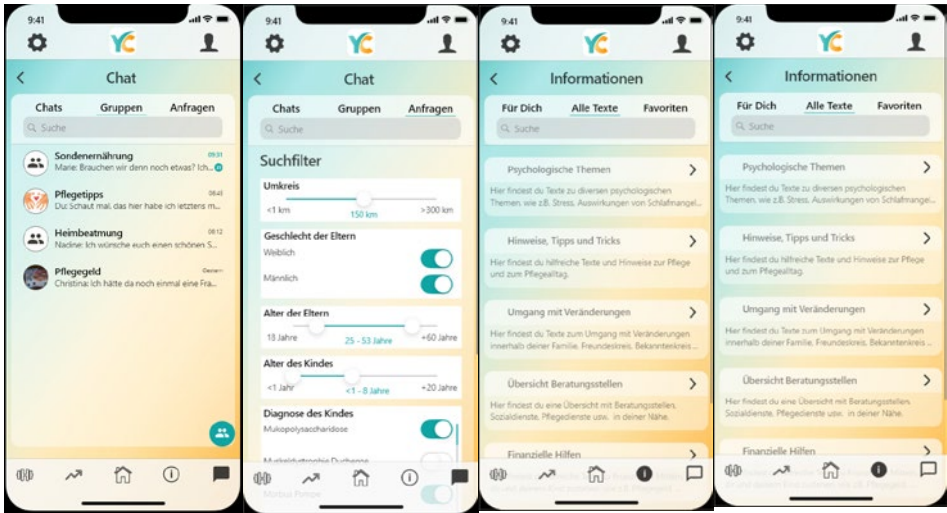 9:41
YC
Chat
Chats Gruppen Anfragen
Suche
Sondenernährung 09:31
Marie: Brauchen wir denn noch etwas? Ich...
Pflegetipps 08:41
Du: Schaut mal, das hier habe ich letztens m...
Heimbeatmung 08:12
Nadine: Ich wünsche euch einen schönen S...
Pflegegeld
Christina: Ich hätte da noch einmal eine Fra...
9:41
YC
Chat
Chats Gruppen Anfragen
Suche
Suchfilter
Umkreis
<1 km 150 km >300 km
Geschlecht der Eltern
Weiblich
Männlich
Alter der Eltern
18 Jahre 25 - 53 Jahre +60 Jahre
Alter des Kindes
<1 Jahr <1 - 8 Jahre +20 Jahre
Diagnose des Kindes
Mukopolysaccharidose
Muskeldystrophie Duchenne
Morbus Pompe
9:41
YC
Informationen
Für Dich Alle Texte Favoriten
Suche
Psychologische Themen
Hier findest du Texte zu diversen psychologischen
Themen, wie z.B. Stress, Auswirkungen von Schlafmangel...
Hinweise, Tipps und Tricks
Hier findest du hilfreiche Texte und Hinweise zur Pflege
und zum Pflegealltag.
Umgang mit Veränderungen
Hier findest du Texte zum Umgang mit Veränderungen
innerhalb deiner Familie, Freundeskreis, Bekanntenkreis ...
Übersicht Beratungsstellen
Hier findest du eine Übersicht mit Beratungsstellen,
Sozialdienste, Pflegedienste usw. in deiner Nähe.
Finanzielle Hilfen
9:41
YC
Informationen
Für Dich Alle Texte Favoriten
Suche
Psychologische Themen
Hier findest du Texte zu diversen psychologischen
Themen, wie z.B. Stress, Auswirkungen von Schlafmangel...
Hinweise, Tipps und Tricks
Hier findest du hilfreiche Texte und Hinweise zur Pflege
und zum Pflegealltag.
Umgang mit Veränderungen
Hier findest du Texte zum Umgang mit Veränderungen
innerhalb deiner Familie, Freundeskreis, Bekanntenkreis ...
Übersicht Beratungsstellen
Hier findest du eine Übersicht mit Beratungsstellen,
Sozialdienste, Pflegedienste usw. in deiner Nähe.
Finanzielle Hilfen